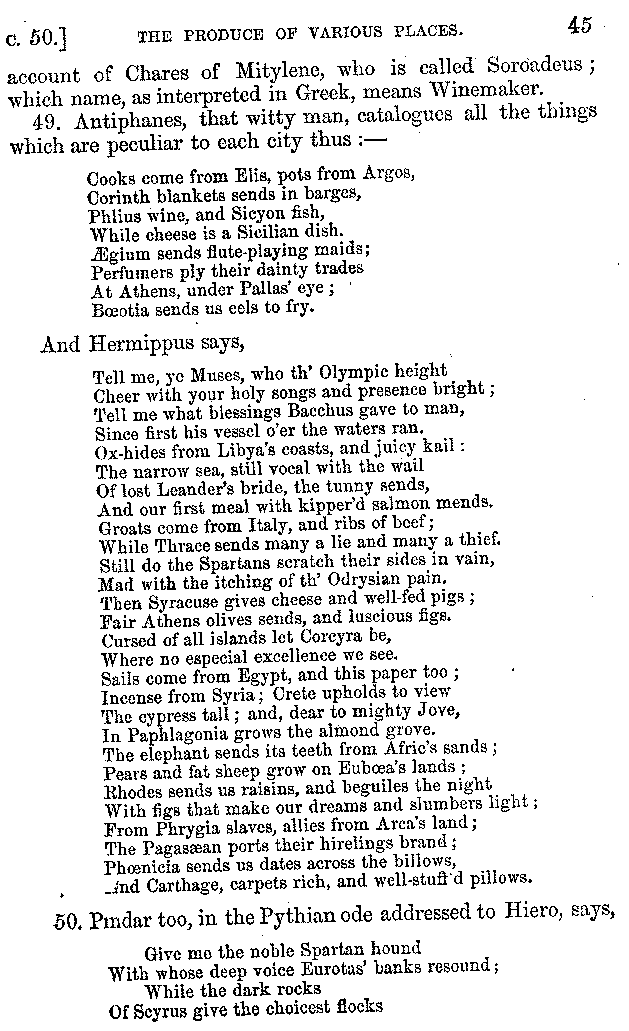 c. 50.] THE PRODUCE OF VARIOUS PLACES. 45
account of Chares of Mitylene, who is called Soroadeus ;
which name, as interpreted in Greek, means Winemaker.
49. Antiphanes, that witty man, catalogues all the things
which are peculiar to each city thus :—
Cooks come from Elis, pots from Argos,
Corinth blankets sends in barges,
Phlius wine, and Sicyon fish,
While cheese is a Sicilian dish.
Ægium sends flute-playing maids;
Perfumers ply their dainty trades
At Athens, under Pallas' eye ;
Bœotia sends us eels to fry.
And Hermippus says,
Tell me, ye Muses, who th' Olympic height
Cheer with your holy songs and presence bright ;
Tell me what blessings Bacchus gave to man,
Since first his vessel o'er the waters ran.
Ox-hides from Libya's coasts, and juicy kail :
The narrow sea, still vocal with the wail
Of lost Leander's bride, the tunny sends,
And our first meal with kipper'd salmon mends.
Groats come from Italy, and ribs of beef ;
While Thrace sends many a lie and many a thief.
Still do the Spartans scratch their sides in vain,
Mad with the itching of th' Odrysian pain.
Then Syracuse gives cheese and well-fed pigs ;
Fair Athens olives sends, and luscious figs.
Cursed of all islands let Corcyra be,
Where no especial excellence we see.
Sails come from Egypt, and this paper too ;
Incense from Syria ; Crete upholds to view
The cypress tall ; and, dear to mighty Jove,
In Paphlagonia grows the almond grove.
The elephant sends its teeth from Afric's sands ;
Pears and fat sheep grow on Eubœa's lands ;
Rhodes sends us raisins, and beguiles the night
With figs that make our dreams and slumbers light ;
From Phrygia slaves, allies from Arca's land ;
The Pagasæan ports their hirelings brand ;
Phœnicia sends us dates across the billows,
And Carthage, carpets rich, and well-stuff'd pillows.
50. Pindar too, in the Pythian ode addressed to Hiero, says,
Give me the noble Spartan hound
With whose deep voice Eurotas' banks resound ;
While the dark rocks
Of Scyrus give the choicest flocks